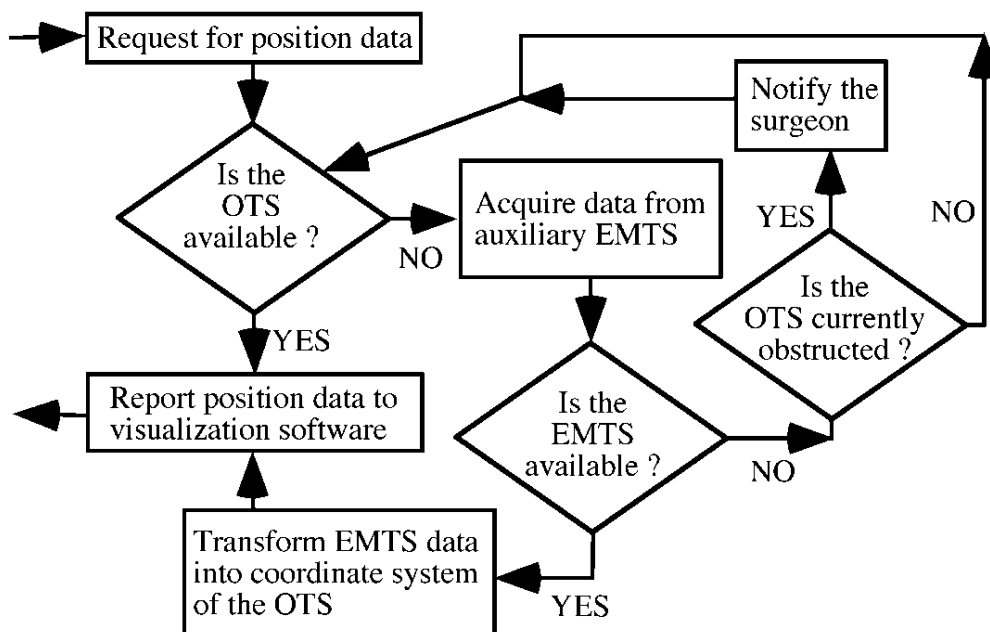 Request for position data
Is the
OTS
available ?
NO
YES
Acquire data from
auxiliary EMTS
Notify the
surgeon
YES
NO
Is the
OTS currently
obstructed ?
Is the
EMTS
available ?
NO
YES
Report position data to
visualization software
Transform EMTS data
into coordinate system
of the OTS